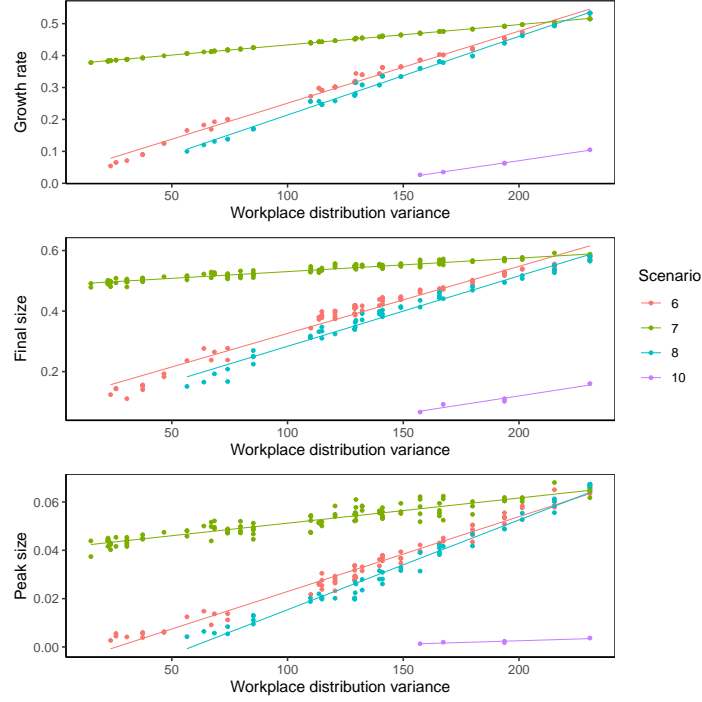 Growth rate
0.5
0.4
0.3
0.2
0.1
0.0
50 100 150 200
Workplace distribution variance
Final size
0.6
0.4
0.2
50 100 150 200
Workplace distribution variance
Scenario
6
7
8
10
Peak size
0.06
0.04
0.02
0.00
50 100 150 200
Workplace distribution variance